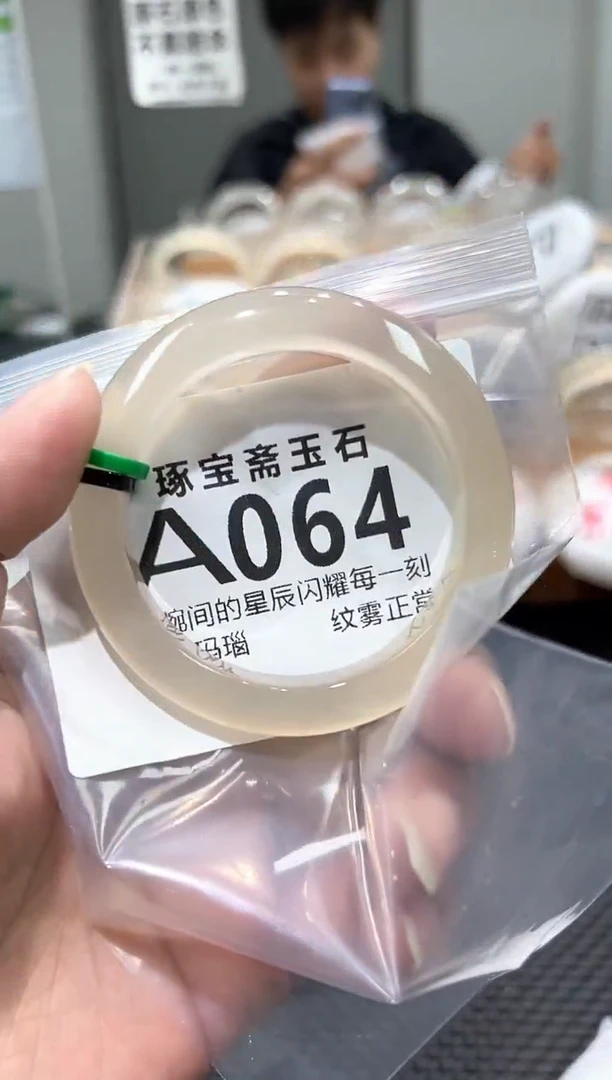 琢宝斋玉石
A064
腕间的星辰闪耀每一刻
玛瑙 纹雾正常